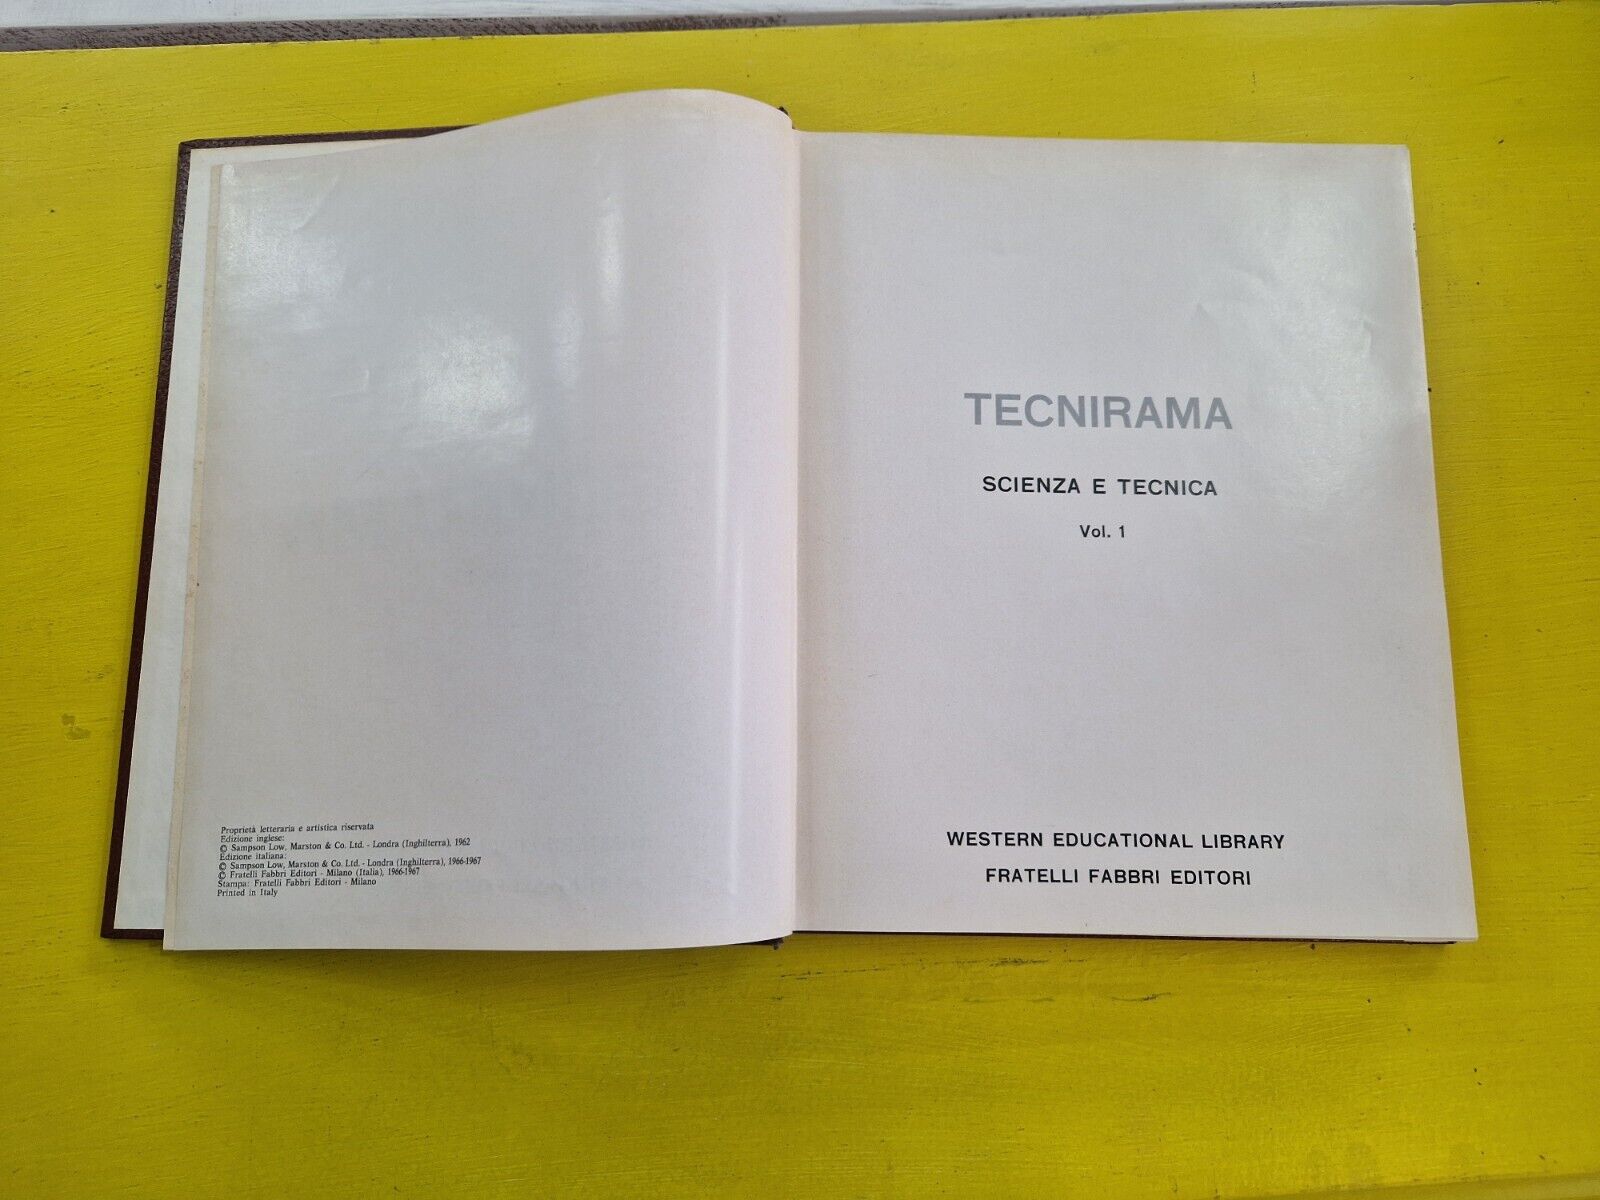 Proprietà letteraria e artistica riservata
Edizione inglese:
© Sampson Low, Marston & Co. Ltd. - Londra (Inghilterra), 1962
Edizione italiana:
© Sampson Low, Marston & Co. Ltd. - Londra (Inghilterra), 1966-1967
© Fratelli Fabbri Editori - Milano (Italia), 1966-1967
Stampa: Fratelli Fabbri Editori - Milano
Printed in Italy
TECNIRAMA
SCIENZA E TECNICA
Vol. 1
WESTERN EDUCATIONAL LIBRARY
FRATELLI FABBRI EDITORI